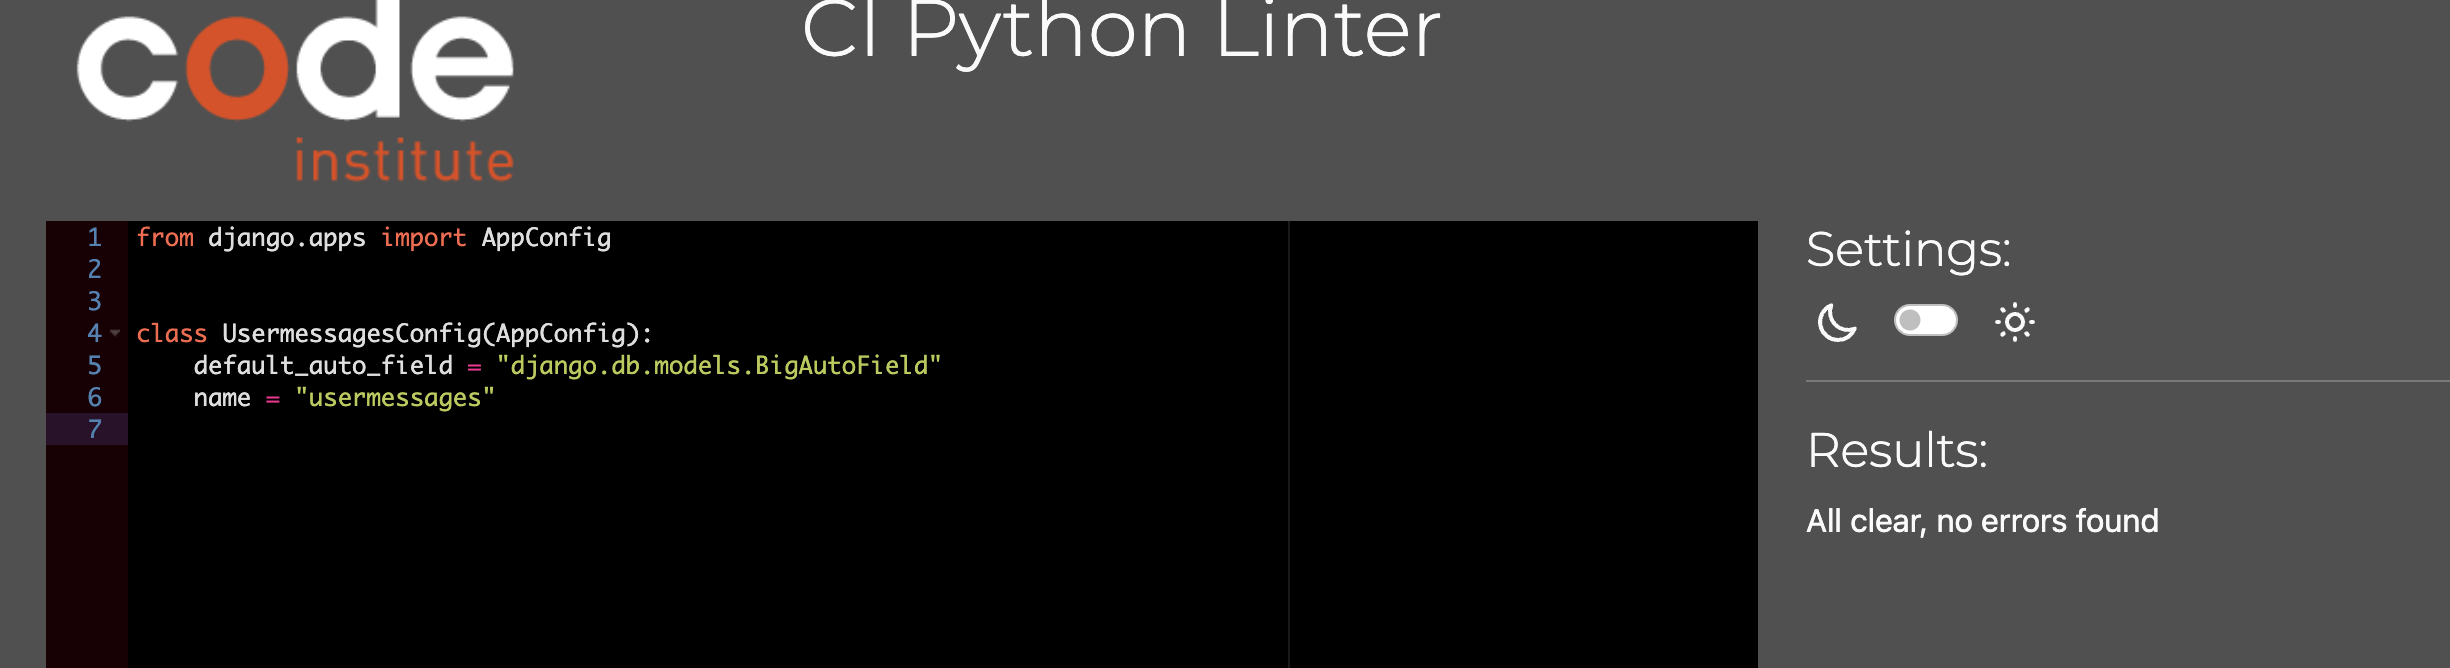 code
institute
CI Python Linter
1 from django.apps import AppConfig
2
3
4 class UsermessagesConfig(AppConfig):
5     default_auto_field = "django.db.models.BigAutoField"
6     name = "usermessages"
7
Settings:
Results:
All clear, no errors found